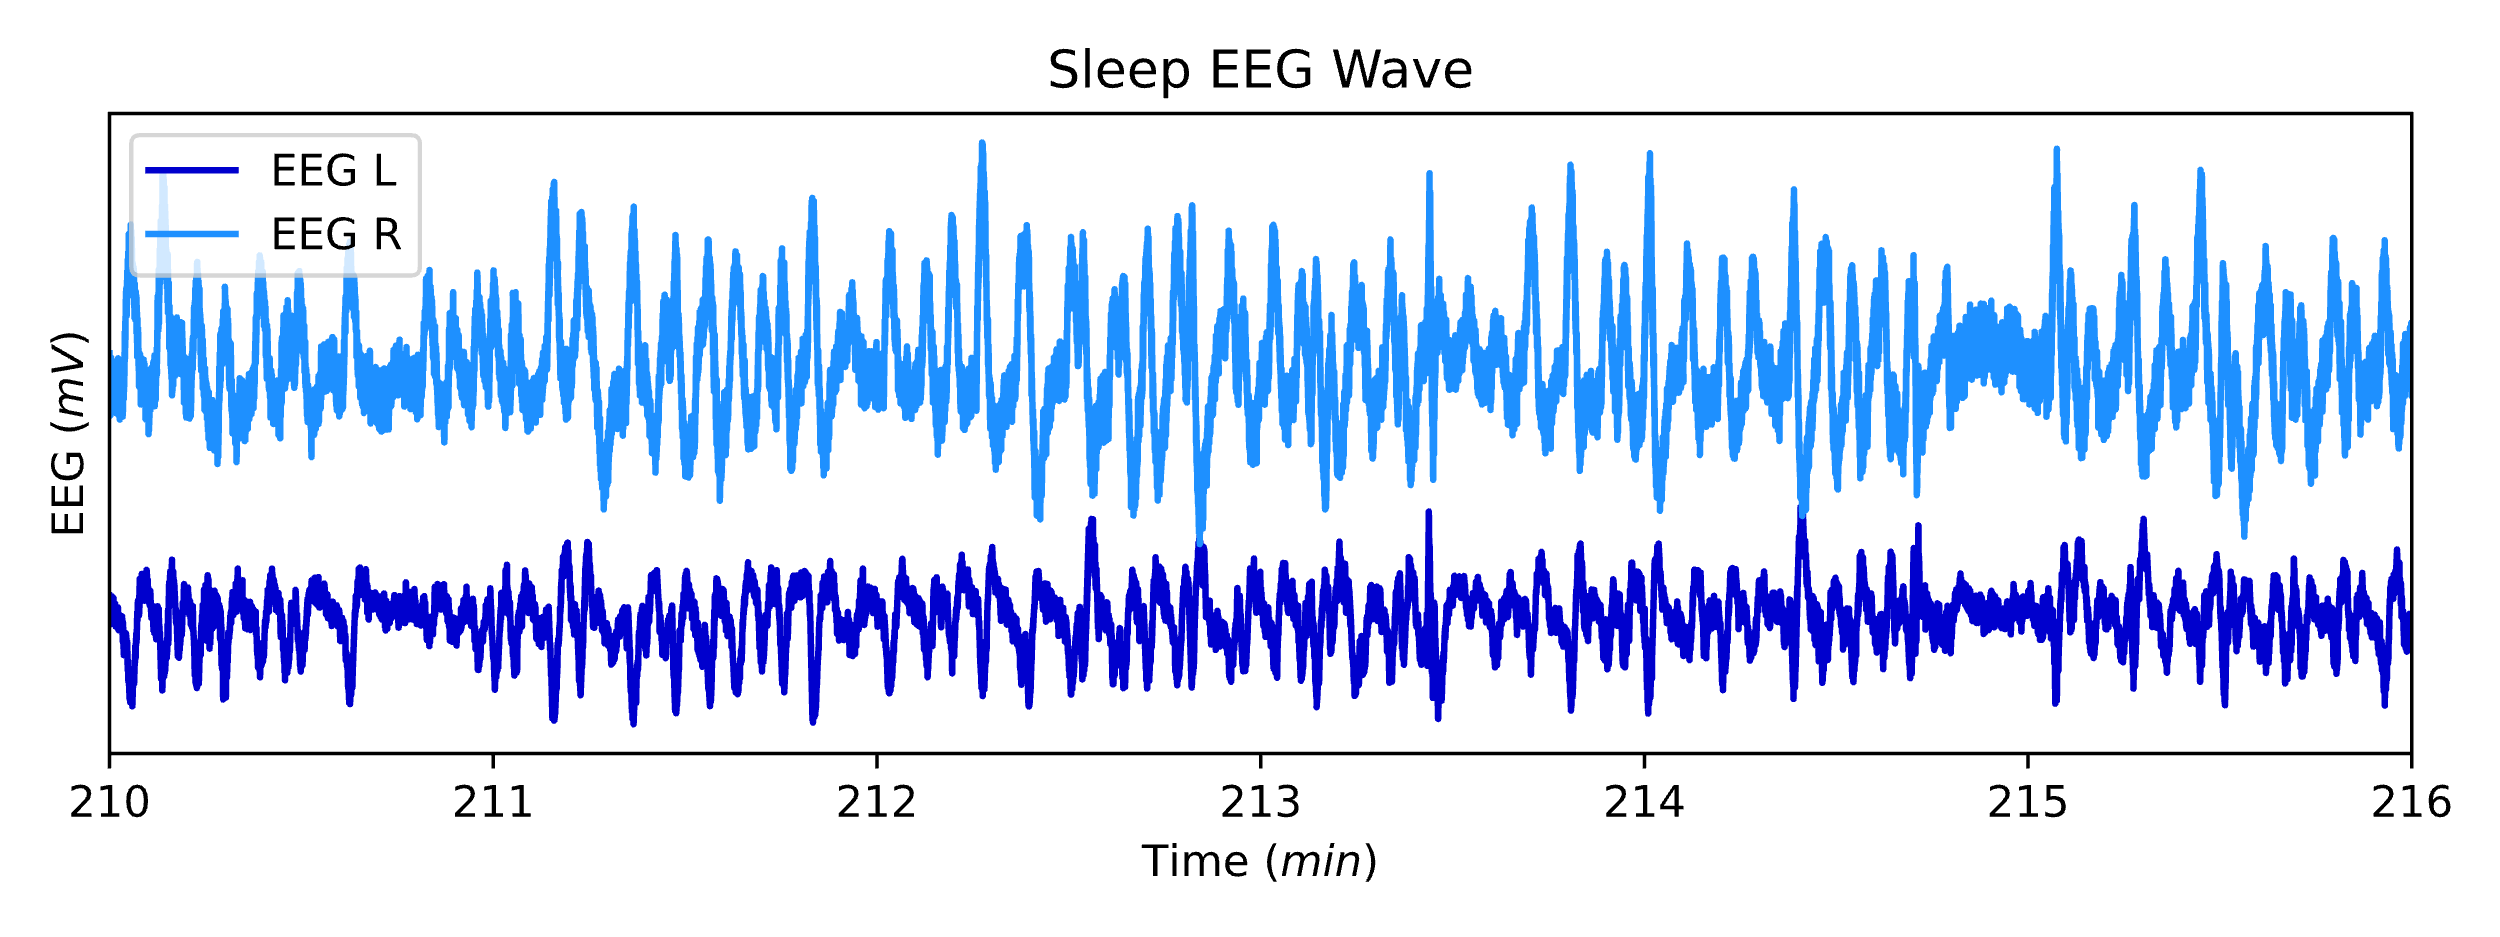 Sleep EEG Wave
EEG L
EEG R
EEG (mV)
210 211 212 213 214 215 216
Time (min)